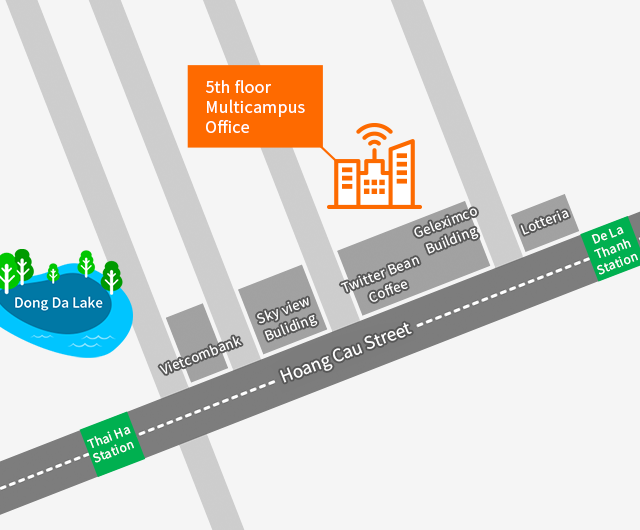 5th floor
Multicampus
Office
Geleximco
Building
Lotteria
De La
Thanh
Station
Twitter Bean
Coffee
Dong Da Lake
Sky view
Buliding
Vietcombank
Hoang Cau Street
Thai Ha
Station